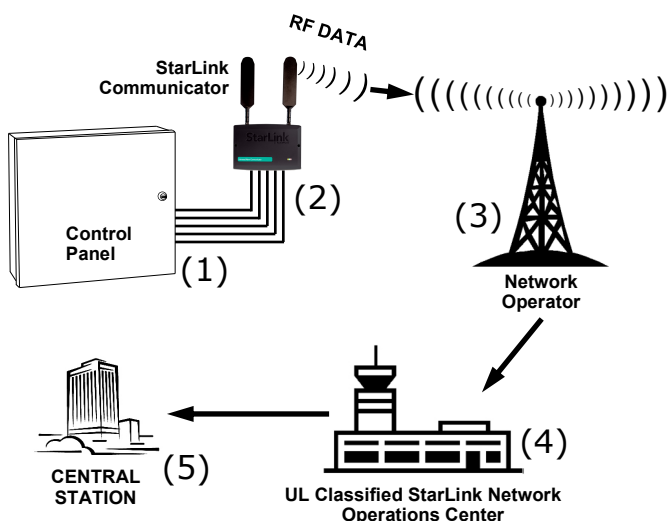 RF DATA
StarLink
Communicator
StarLink
(2)
Control
Panel
(1)
(3)
Network
Operator
(4)
UL Classified StarLink Network
Operations Center
(5)
CENTRAL
STATION